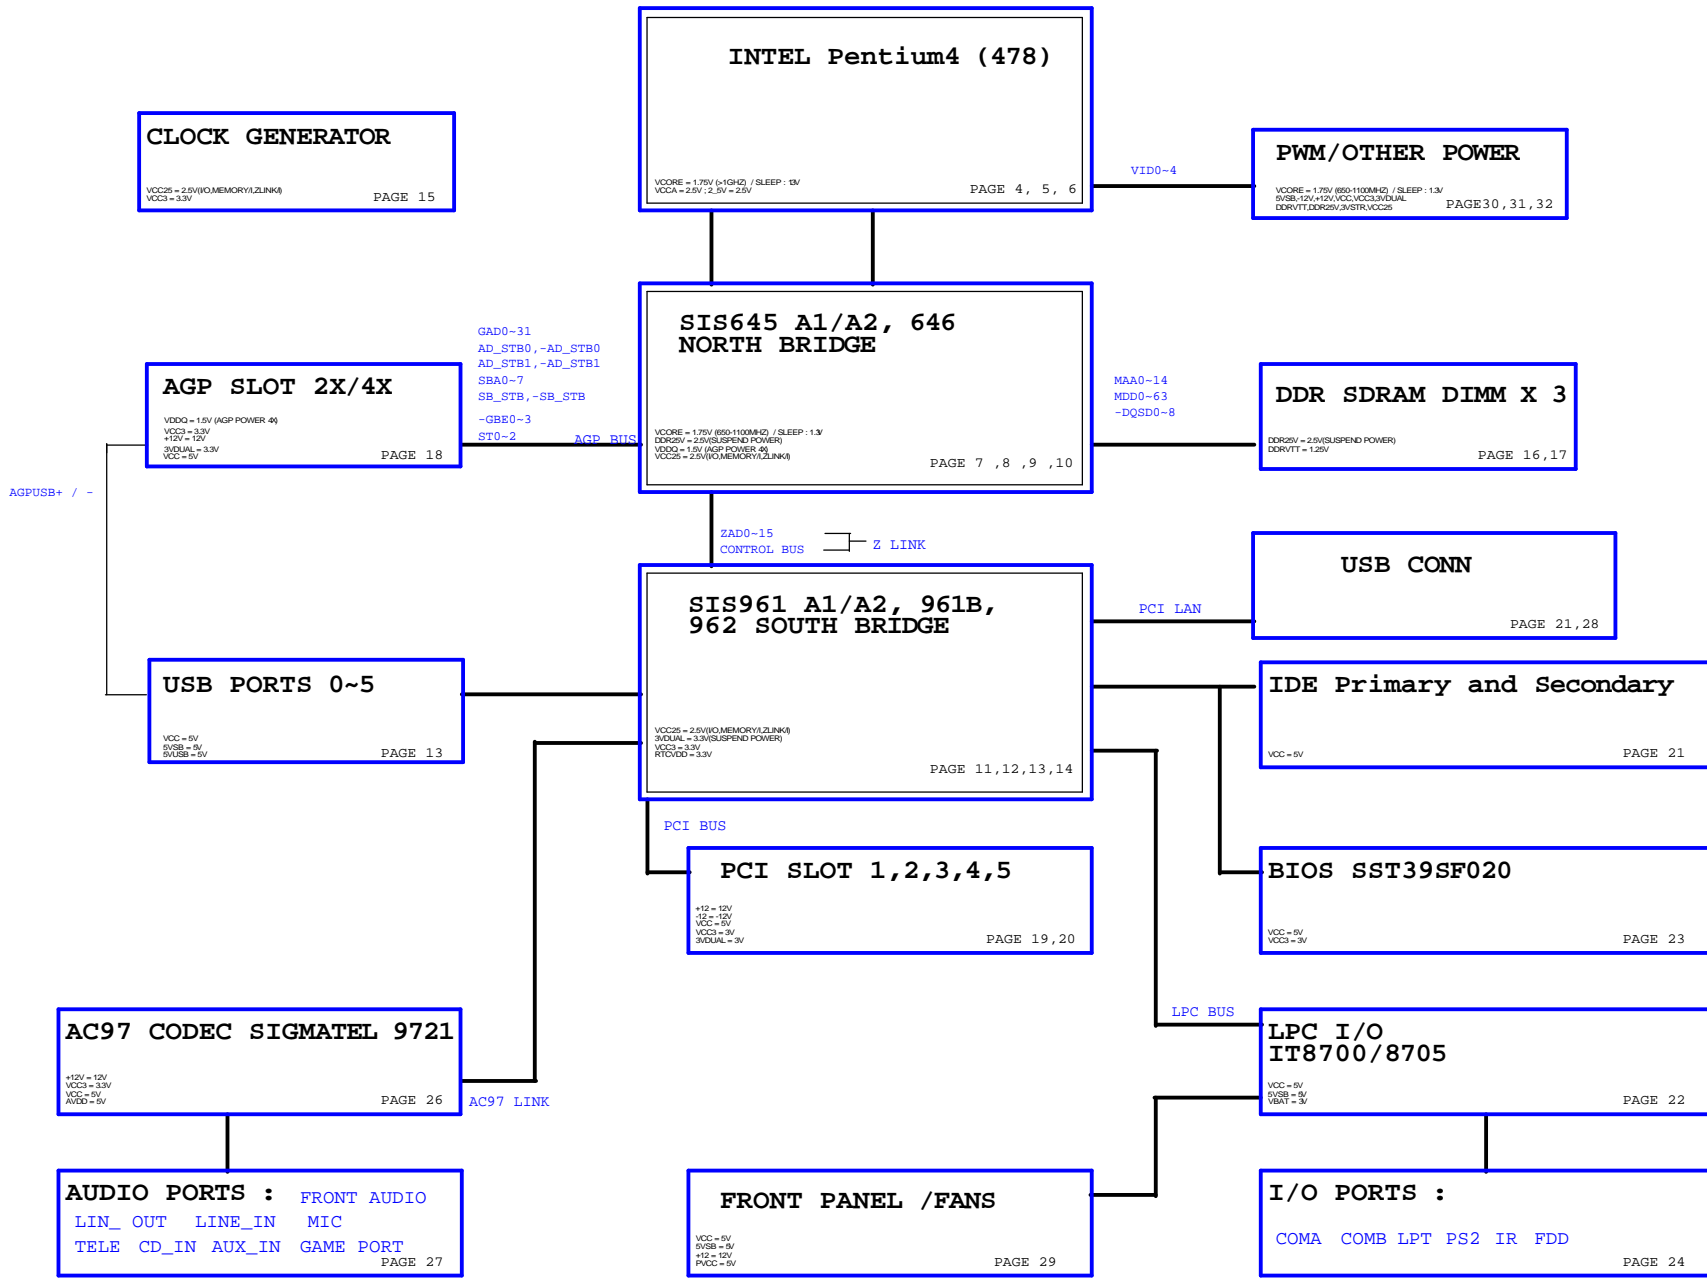 INTEL Pentium4 (478)
VCORE = 1.75V (>1GHZ) / SLEEP : 13V
VCCA = 2.5V ; 2_5V = 2.5V
PAGE 4, 5, 6
CLOCK GENERATOR
VCC25 = 2.5V(I/O,MEMORY/I,ZLINK/I)
VCC3 = 3.3V
PAGE 15
VID0~4
PWM/OTHER POWER
VCORE = 1.75V (650-1100MHZ) / SLEEP : 1.3V
5VSB,-12V,+12V,VCC,VCC3,3VDUAL
DDRVTT,DDR25V,3VSTR,VCC25
PAGE30,31,32
SIS645 A1/A2, 646
NORTH BRIDGE
VCORE = 1.75V (650-1100MHZ) / SLEEP : 1.3V
DDR25V = 2.5V(SUSPEND POWER)
VDDQ = 1.5V (AGP POWER 4X)
VCC25 = 2.5V(I/O,MEMORY/I,ZLINK/I)
PAGE 7 ,8 ,9 ,10
GAD0~31
AD_STB0,-AD_STB0
AD_STB1,-AD_STB1
SBA0~7
SB_STB,-SB_STB
-GBE0~3
ST0~2
AGP BUS
AGP SLOT 2X/4X
VDDQ = 1.5V (AGP POWER 4X)
VCC3 = 3.3V
+12V = 12V
3VDUAL = 3.3V
VCC = 5V
PAGE 18
MAA0~14
MDD0~63
-DQSD0~8
DDR SDRAM DIMM X 3
DDR25V = 2.5V(SUSPEND POWER)
DDRVTT = 1.25V
PAGE 16,17
AGPUSB+ / -
ZAD0~15
CONTROL BUS
Z LINK
SIS961 A1/A2, 961B,
962 SOUTH BRIDGE
VCC25 = 2.5V(I/O,MEMORY/I,ZLINK/I)
3VDUAL = 3.3V(SUSPEND POWER)
VCC3 = 3.3V
RTCVDD = 3.3V
PAGE 11,12,13,14
PCI LAN
USB CONN
PAGE 21,28
USB PORTS 0~5
VCC = 5V
5VSB = 5V
5VUSB = 5V
PAGE 13
IDE Primary and Secondary
VCC = 5V
PAGE 21
PCI BUS
PCI SLOT 1,2,3,4,5
+12 = 12V
-12 = -12V
VCC = 5V
VCC3 = 3V
3VDUAL = 3V
PAGE 19,20
BIOS SST39SF020
VCC = 5V
VCC3 = 3V
PAGE 23
AC97 CODEC SIGMATEL 9721
+12V = 12V
VCC3 = 3.3V
VCC = 5V
AVDD = 5V
PAGE 26
AC97 LINK
LPC BUS
LPC I/O
IT8700/8705
VCC = 5V
5VSB = 5V
VBAT = 3V
PAGE 22
AUDIO PORTS : FRONT AUDIO
LIN_ OUT LINE_IN MIC
TELE CD_IN AUX_IN GAME PORT
PAGE 27
FRONT PANEL /FANS
VCC = 5V
5VSB = 5V
+12 = 12V
PVCC = 5V
PAGE 29
I/O PORTS :
COMA COMB LPT PS2 IR FDD
PAGE 24